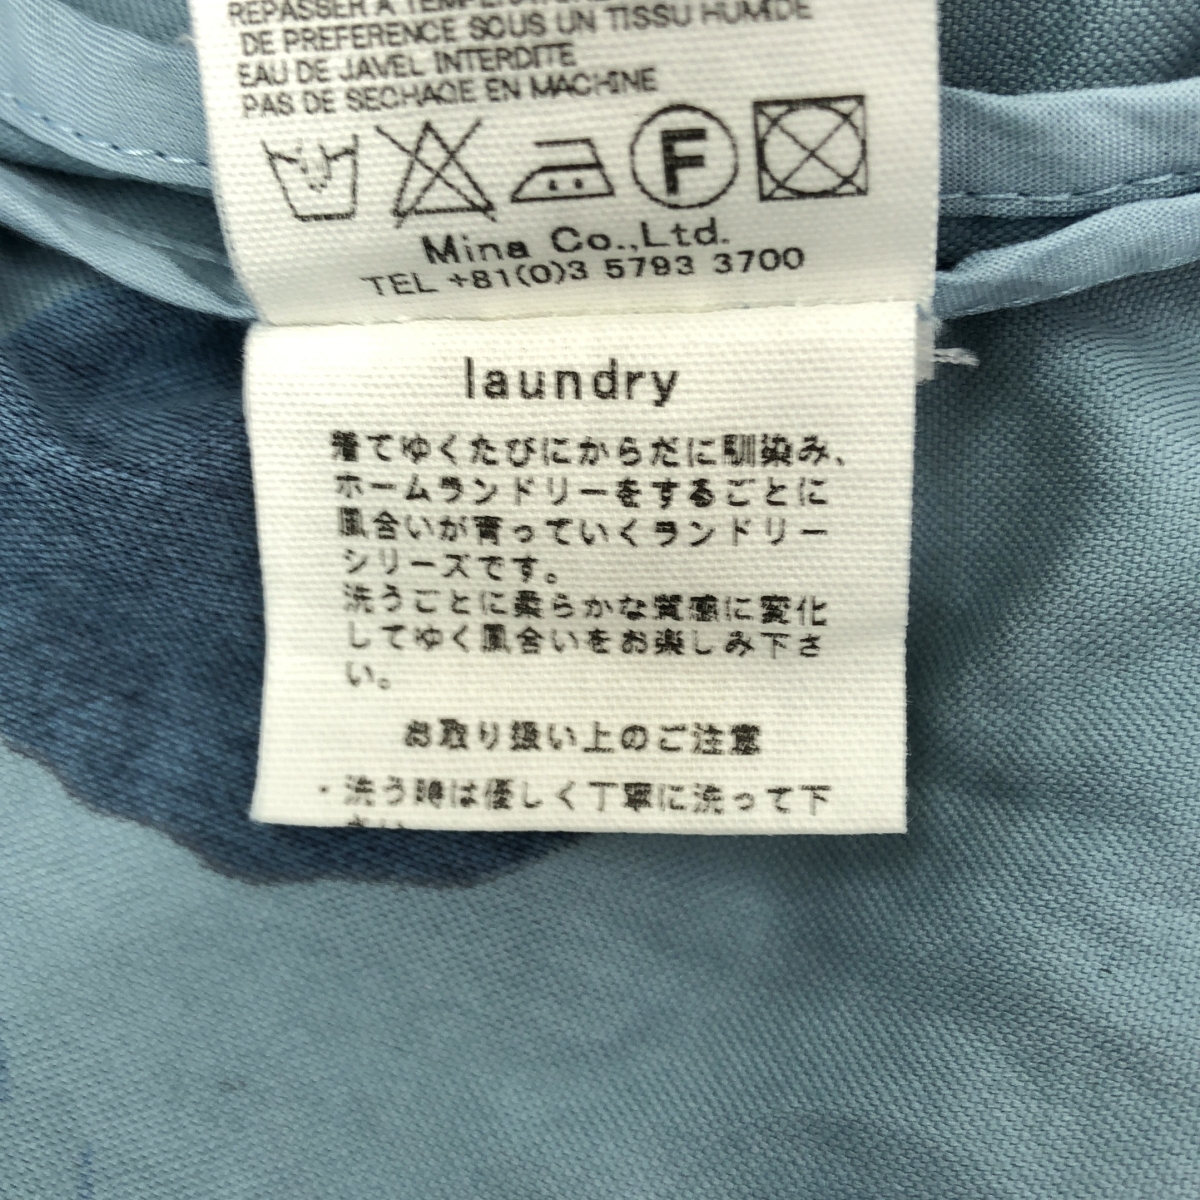 REPASSER A
DE PREFERENCE SOUS UN TISSU HUMIDE
EAU DE JAVEL INTERDITE
PAS DE SECHAGE EN MACHINE
F
Mina Co.,Ltd.
TEL +81(0)3 5793 3700
laundry
着てゆくたびにからだに馴染み、
ホームランドリーをするごとに
風合いが育っていくランドリー
シリーズです。
洗うごとに柔らかな質感に変化
してゆく風合いをお楽しみ下さ
い。
お取り扱い上のご注意
・洗う時は優しく丁寧に洗って下